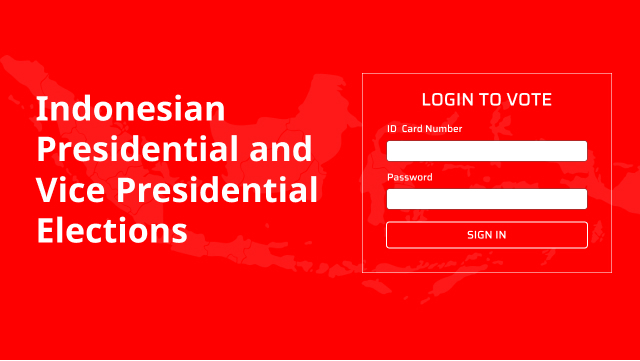 Indonesian
Presidential and
Vice Presidential
Elections
LOGIN TO VOTE
ID Card Number
Password
SIGN IN